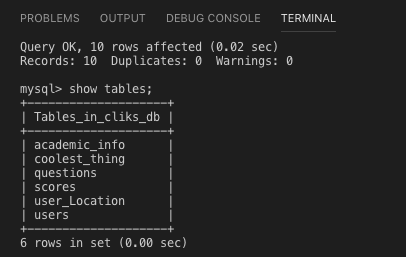 PROBLEMS OUTPUT DEBUG CONSOLE TERMINAL
Query OK, 10 rows affected (0.02 sec)
Records: 10  Duplicates: 0  Warnings: 0
mysql> show tables;
+--------------------+
| Tables_in_cliks_db |
+--------------------+
| academic_info      |
| coolest_thing      |
| questions          |
| scores             |
| user_Location      |
| users              |
+--------------------+
6 rows in set (0.00 sec)